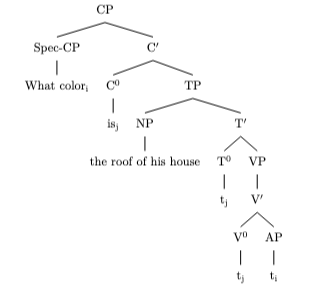 CP
Spec-CP C′
What colorᵢ C⁰ TP
isⱼ NP T′
the roof of his house T⁰ VP
tⱼ V′
V⁰ AP
tⱼ tᵢ